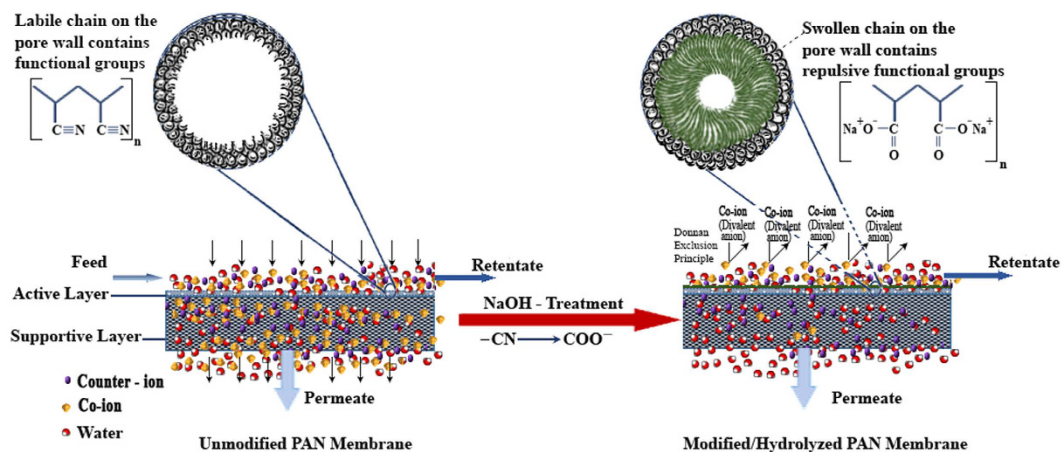 Labile chain on the
pore wall contains
functional groups
C≡N C≡N
n
Swollen chain on the
pore wall contains
repulsive functional groups
Na⁺O⁻ C C O⁻Na⁺
O O
n
Feed
Active Layer
Supportive Layer
Retentate
Permeate
Counter - ion
Co-ion
Water
Unmodified PAN Membrane
NaOH - Treatment
–CN → COO⁻
Donnan
Exclusion
Principle
Co-ion
(Divalent
anion)
Co-ion
(Divalent
anion)
Co-ion
(Divalent
anion)
Co-ion
(Divalent
anion)
Retentate
Permeate
Modified/Hydrolyzed PAN Membrane